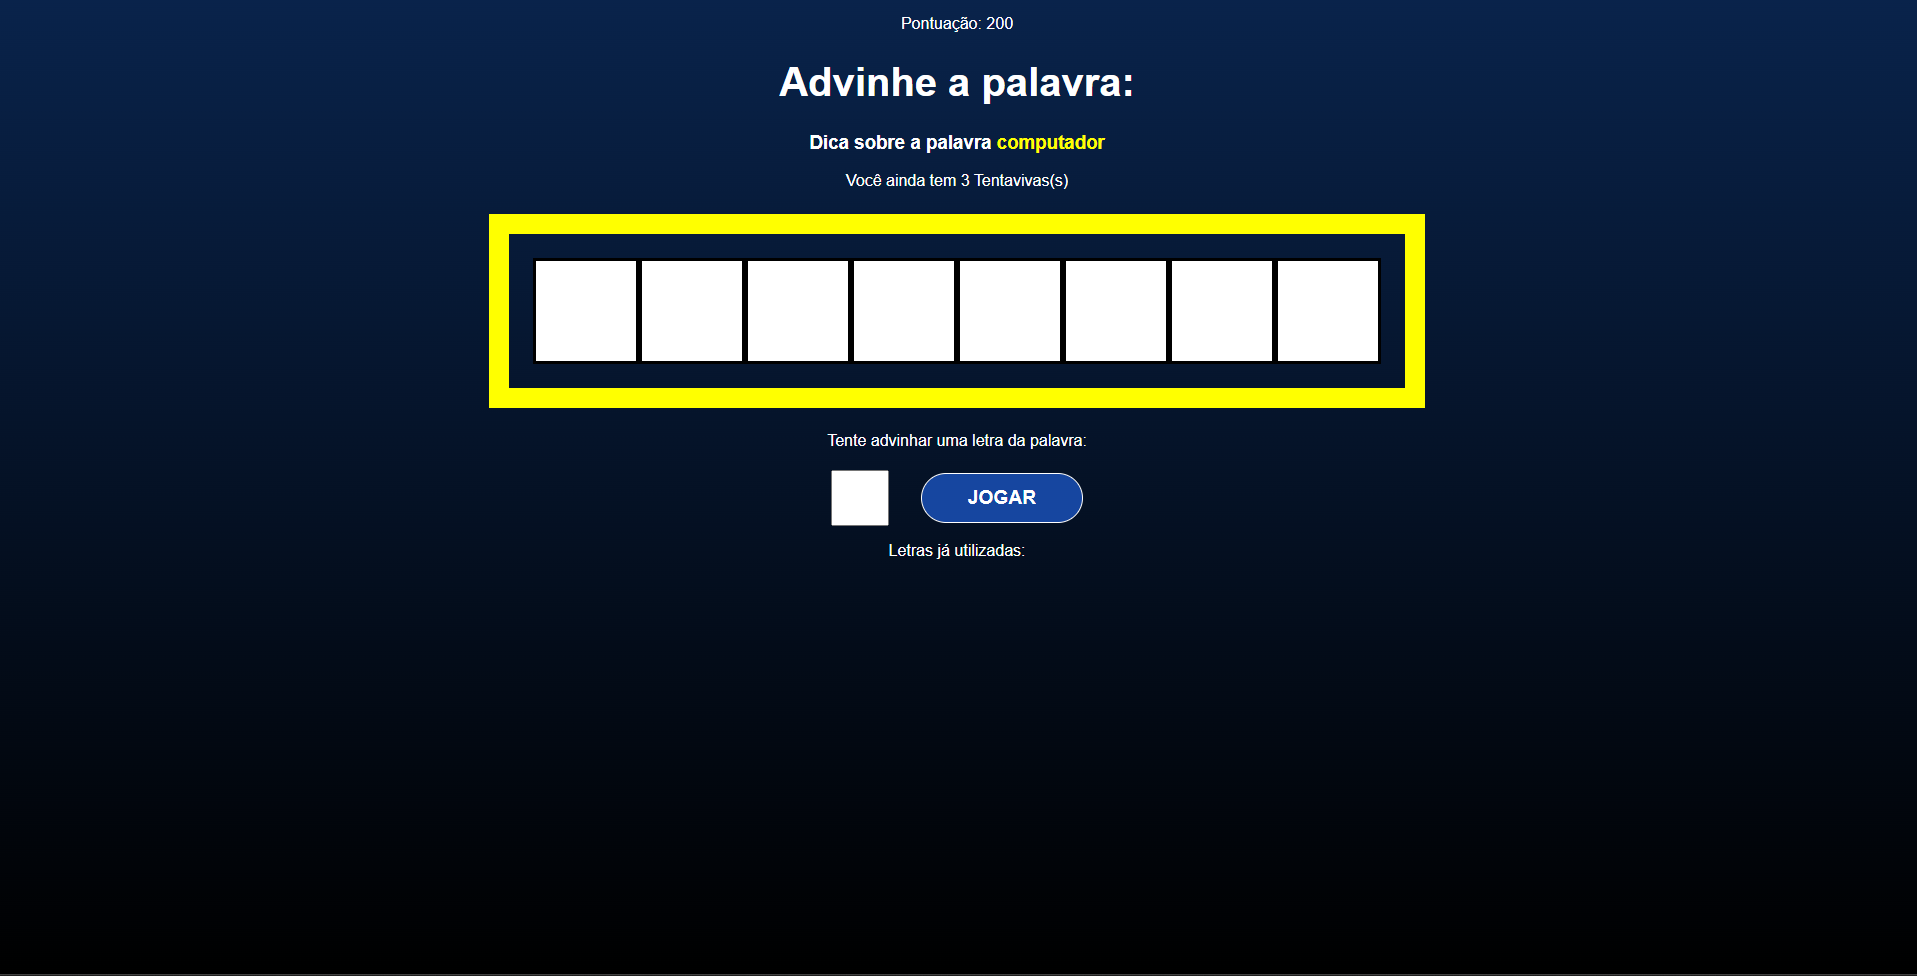 Pontuação: 200
Advinhe a palavra:
Dica sobre a palavra computador
Você ainda tem 3 Tentavivas(s)
Tente advinhar uma letra da palavra:
JOGAR
Letras já utilizadas: